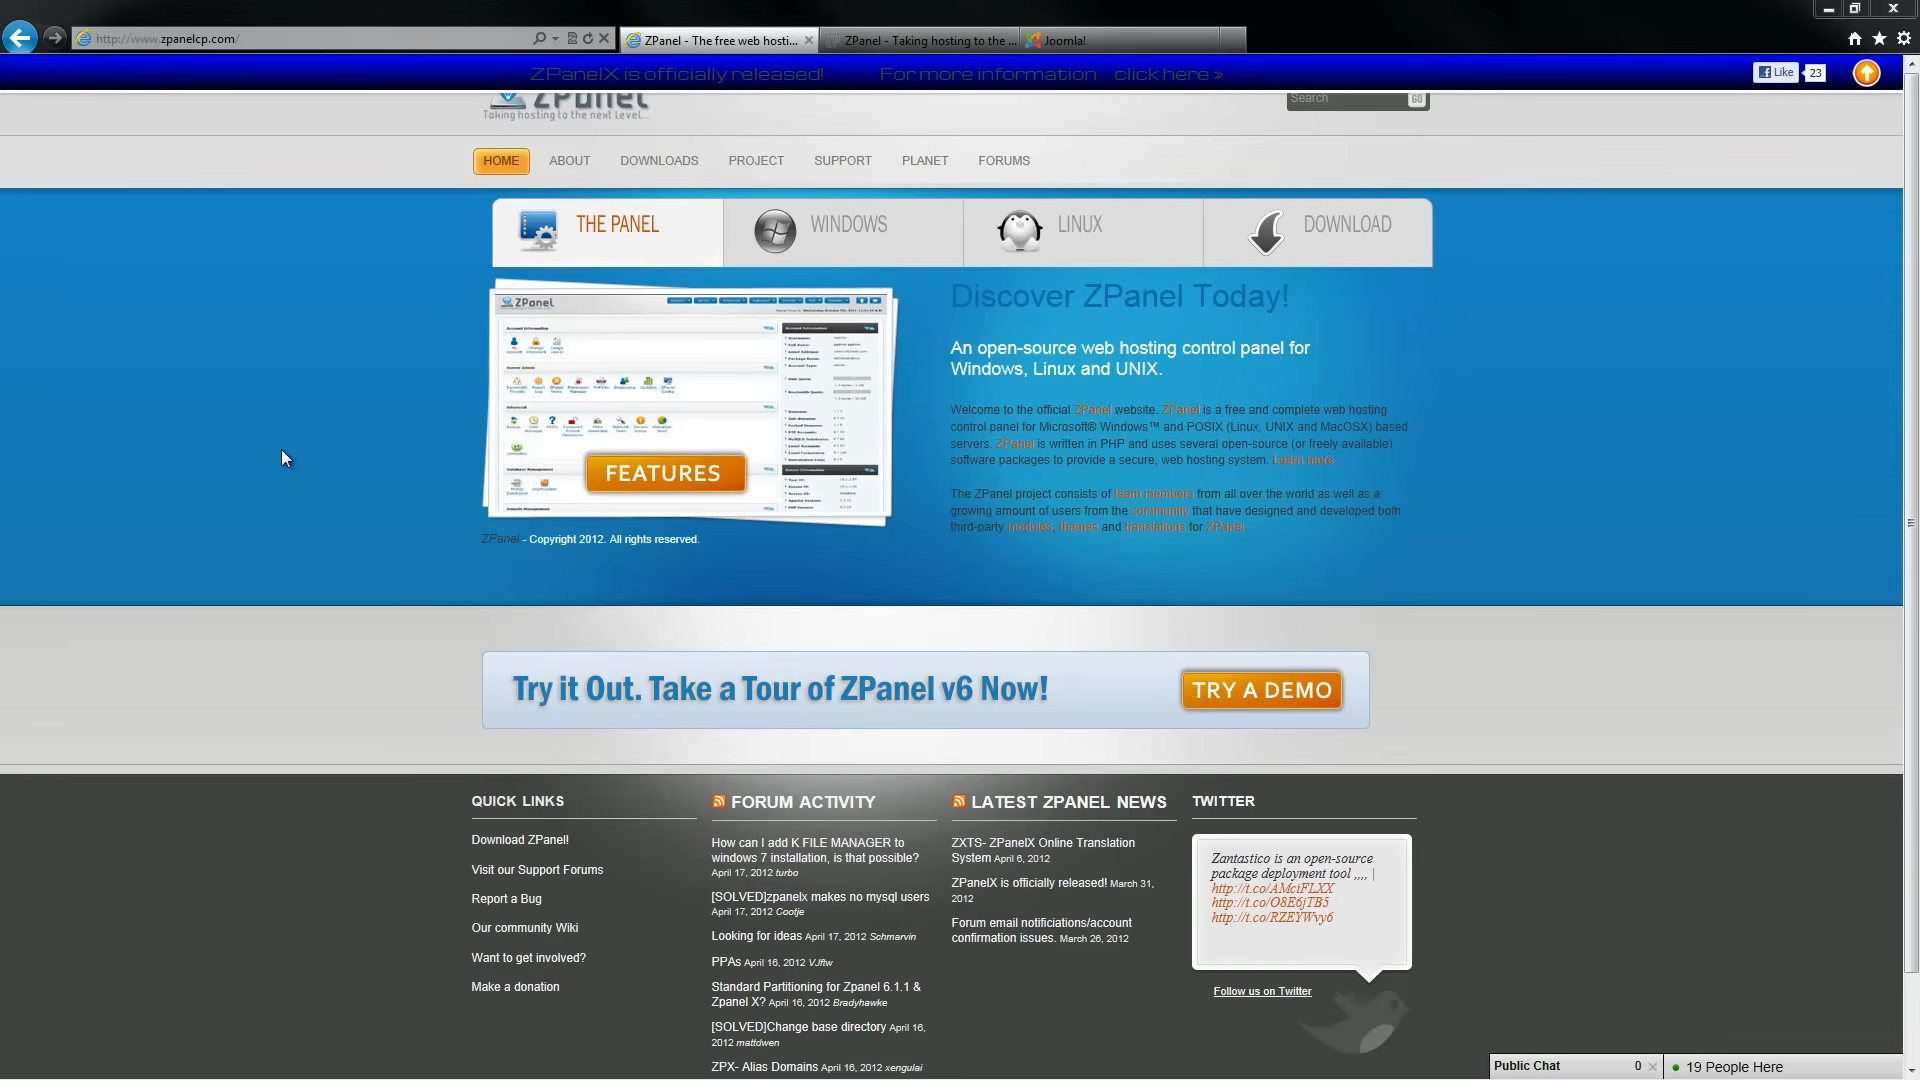 http://www.zpanelcp.com/
ZPanel - The free web hosti...
ZPanel - Taking hosting to the ...
Joomla!
ZPanelX is officially released! For more information click here »
Like
23
ZPanel
Taking hosting to the next level...
Search
GO
HOME
ABOUT
DOWNLOADS
PROJECT
SUPPORT
PLANET
FORUMS
THE PANEL
WINDOWS
LINUX
DOWNLOAD
ZPanel
Account Information
Server Admin
Advanced
Database Management
Domain Management
FEATURES
ZPanel - Copyright 2012. All rights reserved.
Discover ZPanel Today!
An open-source web hosting control panel for
Windows, Linux and UNIX.
Welcome to the official ZPanel website. ZPanel is a free and complete web hosting
control panel for Microsoft® Windows™ and POSIX (Linux, UNIX and MacOSX) based
servers. ZPanel is written in PHP and uses several open-source (or freely available)
software packages to provide a secure, web hosting system. Learn more...
The ZPanel project consists of team members from all over the world as well as a
growing amount of users from the community that have designed and developed both
third-party modules, themes and translations for ZPanel.
Try it Out. Take a Tour of ZPanel v6 Now!
TRY A DEMO
QUICK LINKS
Download ZPanel!
Visit our Support Forums
Report a Bug
Our community Wiki
Want to get involved?
Make a donation
FORUM ACTIVITY
How can I add K FILE MANAGER to
windows 7 installation, is that possible?
April 17, 2012 turbo
[SOLVED]zpanelx makes no mysql users
April 17, 2012 Cootje
Looking for ideas April 17, 2012 Schmarvin
PPAs April 16, 2012 VJftw
Standard Partitioning for Zpanel 6.1.1 &
Zpanel X? April 16, 2012 Bradyhawke
[SOLVED]Change base directory April 16,
2012 mattdwen
ZPX- Alias Domains April 16, 2012 xengulai
LATEST ZPANEL NEWS
ZXTS- ZPanelX Online Translation
System April 6, 2012
ZPanelX is officially released! March 31,
2012
Forum email notificiations/account
confirmation issues. March 26, 2012
TWITTER
Zantastico is an open-source
package deployment tool ,,,, |
http://t.co/AMciFLXX
http://t.co/O8E6jTB5
http://t.co/RZEYWvy6
Follow us on Twitter
Public Chat 0
19 People Here